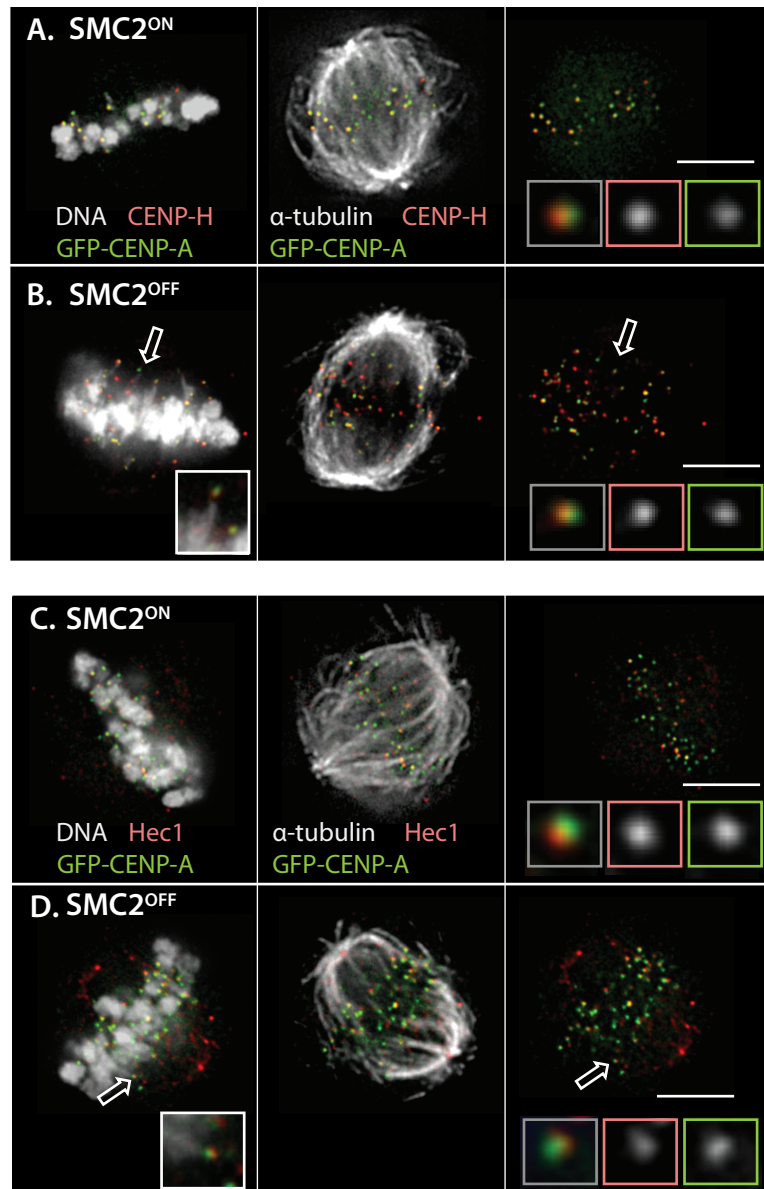 A. SMC2ᴼᴺ
DNA CENP-H
GFP-CENP-A
α-tubulin CENP-H
GFP-CENP-A
B. SMC2ᴼᶠᶠ
C. SMC2ᴼᴺ
DNA Hec1
GFP-CENP-A
α-tubulin Hec1
GFP-CENP-A
D. SMC2ᴼᶠᶠ